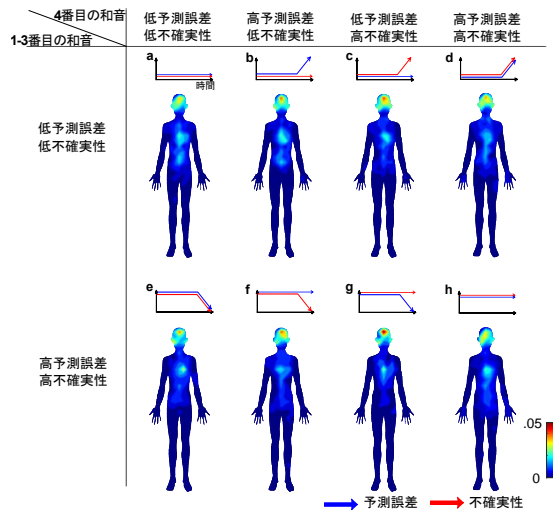 4番目の和音
1-3番目の和音
低予測誤差
低不確実性
高予測誤差
低不確実性
低予測誤差
高不確実性
高予測誤差
高不確実性
a
b
c
d
時間
低予測誤差
低不確実性
e
f
g
h
高予測誤差
高不確実性
.05
0
予測誤差
不確実性